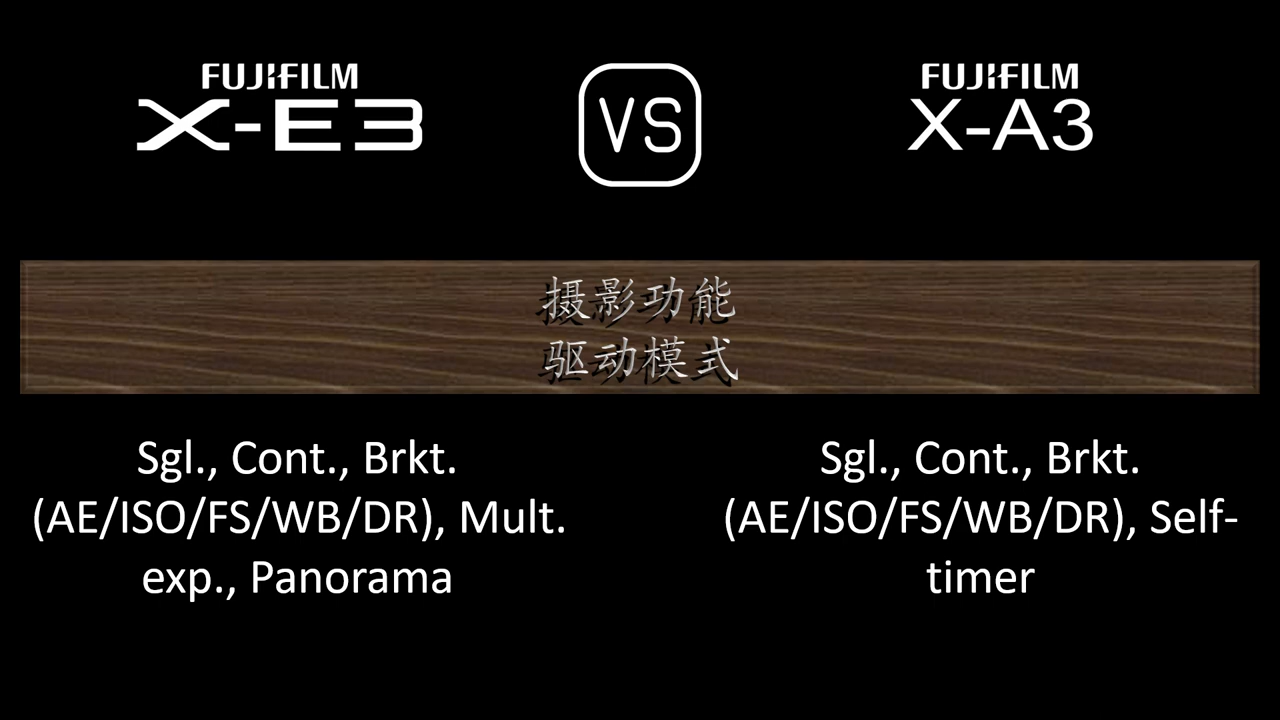 FUJIFILM
X-E3
VS
FUJIFILM
X-A3
摄影功能
驱动模式
Sgl., Cont., Brkt.
(AE/ISO/FS/WB/DR), Mult.
exp., Panorama
Sgl., Cont., Brkt.
(AE/ISO/FS/WB/DR), Self-
timer